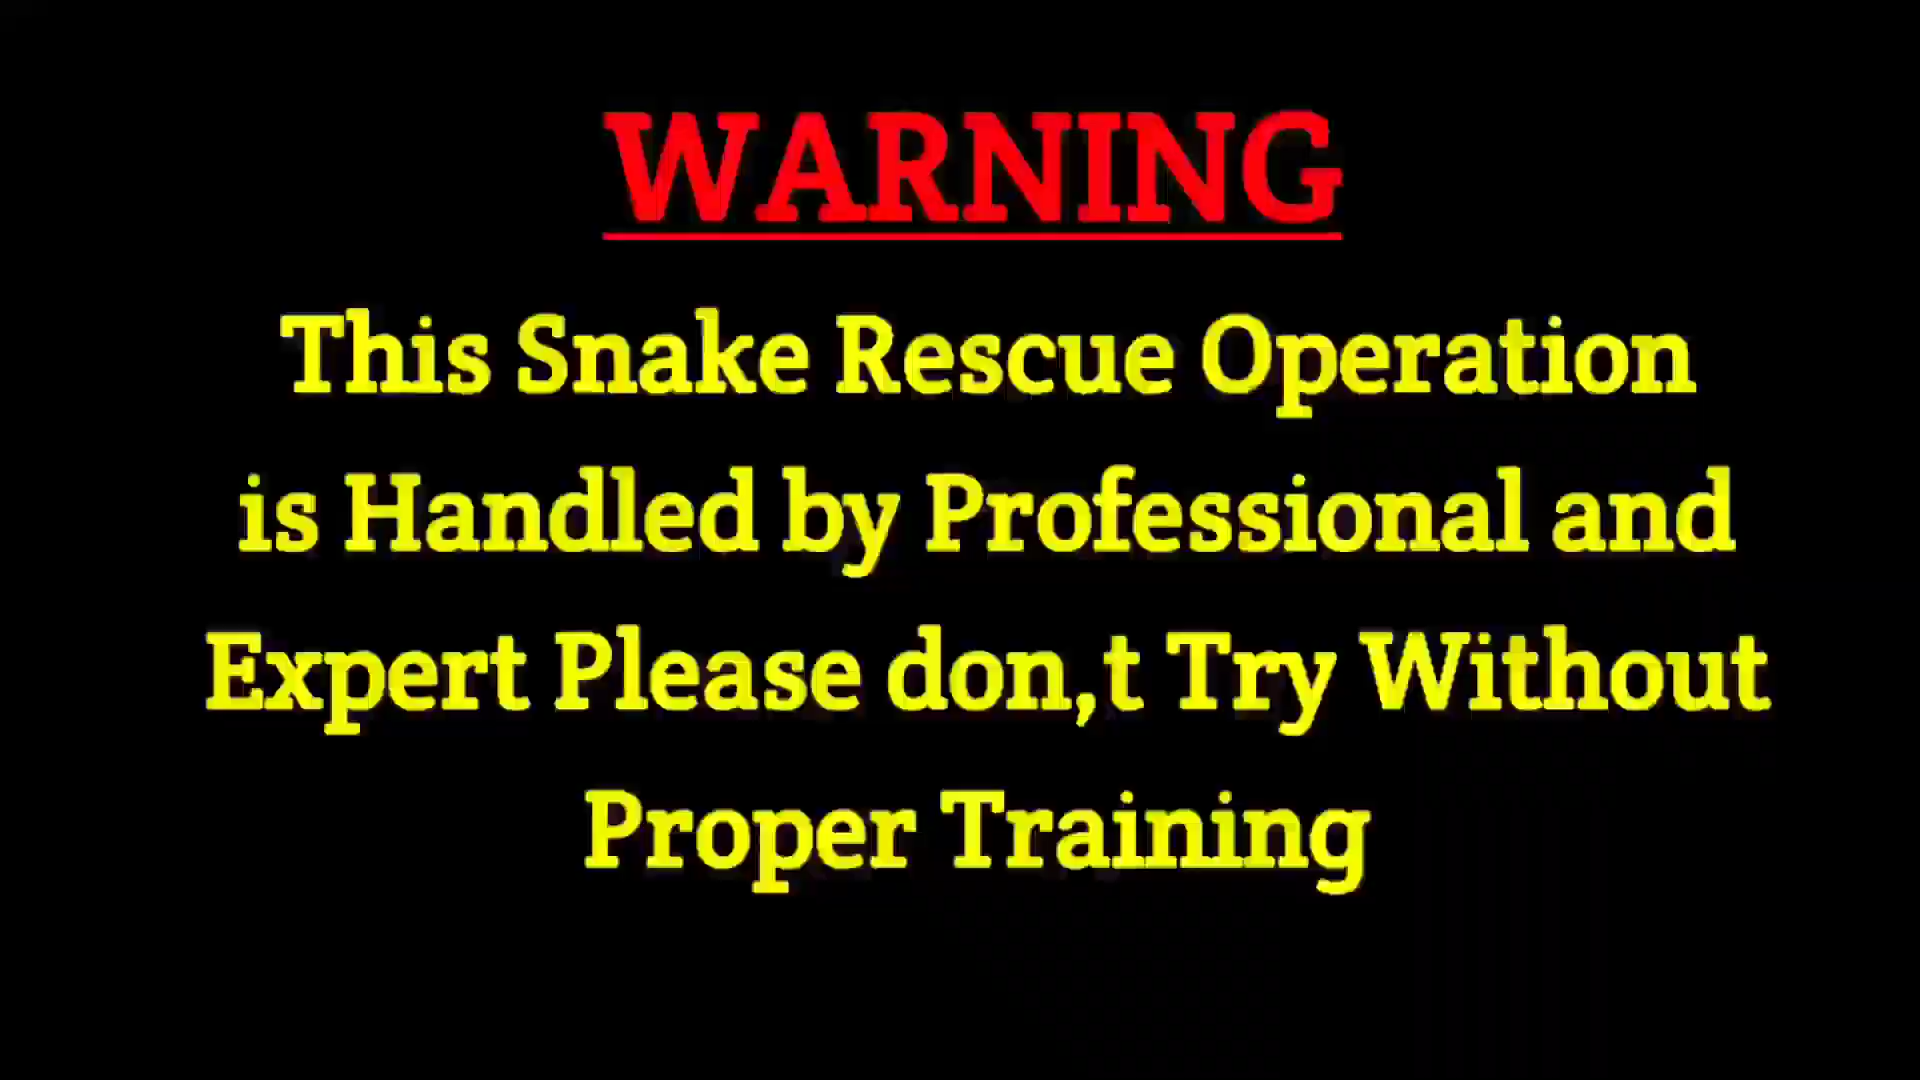 WARNING
This Snake Rescue Operation
is Handled by Professional and
Expert Please don,t Try Without
Proper Training